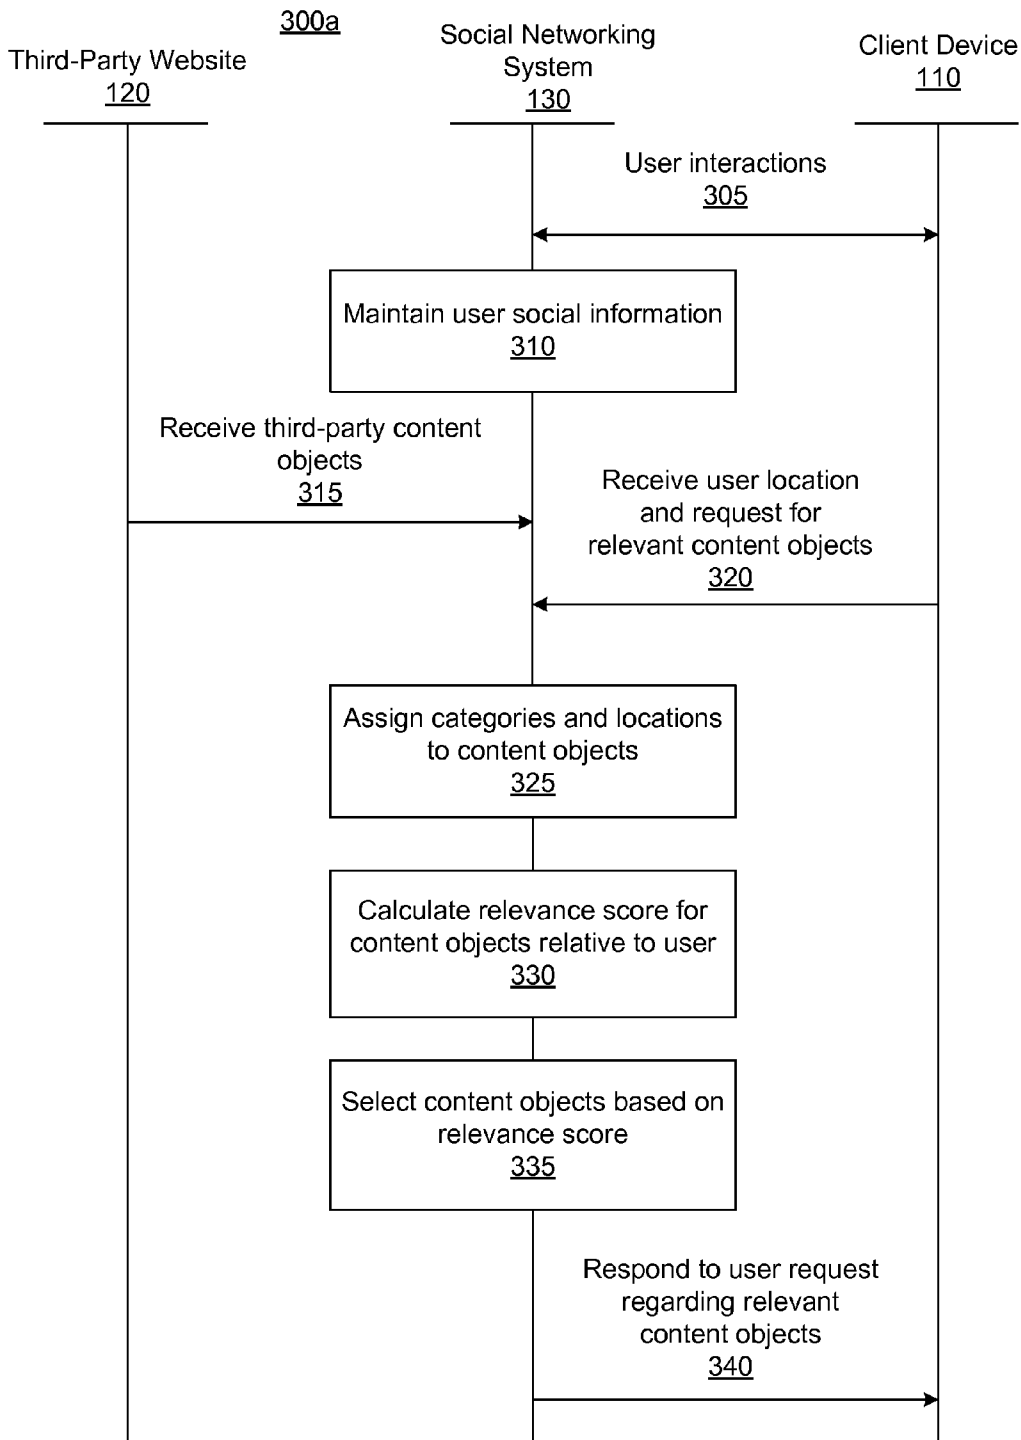 300a
Third-Party Website
120
Social Networking
System
130
Client Device
110
User interactions
305
Maintain user social information
310
Receive third-party content
objects
315
Receive user location
and request for
relevant content objects
320
Assign categories and locations
to content objects
325
Calculate relevance score for
content objects relative to user
330
Select content objects based on
relevance score
335
Respond to user request
regarding relevant
content objects
340